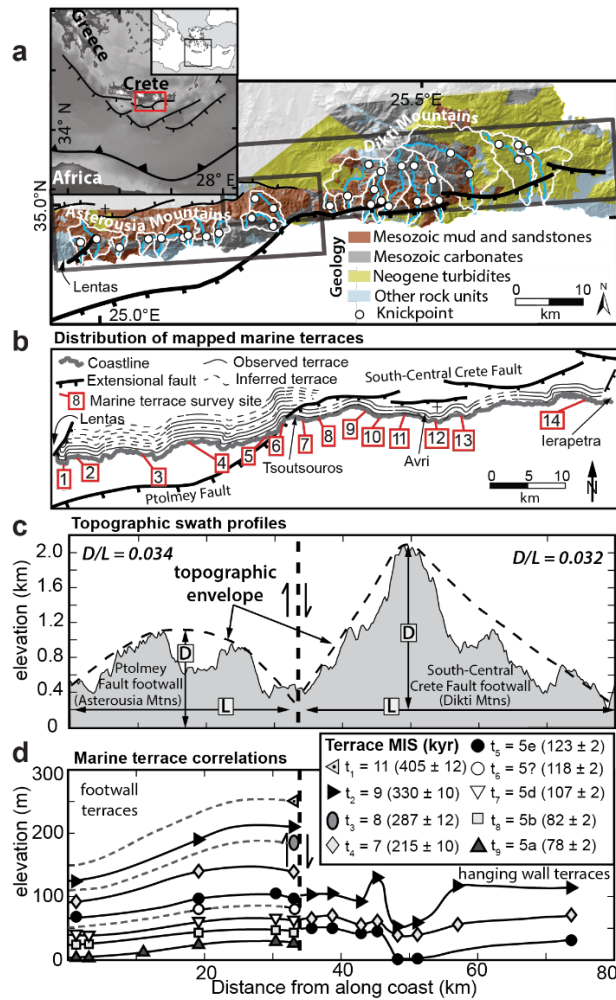 a
Greece
Crete
34° N
28° E
Africa
25.5°E
Dikti Mountains
35.0°N
Asterousia Mountains
Lentas
25.0°E
Geology
Mesozoic mud and sandstones
Mesozoic carbonates
Neogene turbidites
Other rock units
Knickpoint
0 10
km
N
b Distribution of mapped marine terraces
Coastline
Observed terrace
Extensional fault
Inferred terrace
8 Marine terrace survey site
South-Central Crete Fault
Lentas
1 2 3 4 5 6 7 8 9 10 11 12 13 14
Tsoutsouros
Avri
Ierapetra
Ptolmey Fault
0 5 10
km
N
c Topographic swath profiles
elevation (km)
2.0
1.6
1.2
0.8
0.4
D/L = 0.034
D/L = 0.032
topographic
envelope
D
D
Ptolmey
Fault footwall
(Asterousia Mtns)
South-Central
Crete Fault footwall
(Dikti Mtns)
L
L
d Marine terrace correlations
elevation (m)
300
200
100
0
footwall
terraces
Terrace MIS (kyr)
t1 = 11 (405 ± 12)
t2 = 9 (330 ± 10)
t3 = 8 (287 ± 12)
t4 = 7 (215 ± 10)
t5 = 5e (123 ± 2)
t6 = 5? (118 ± 2)
t7 = 5d (107 ± 2)
t8 = 5b (82 ± 2)
t9 = 5a (78 ± 2)
hanging wall terraces
0 20 40 60 80
Distance from along coast (km)